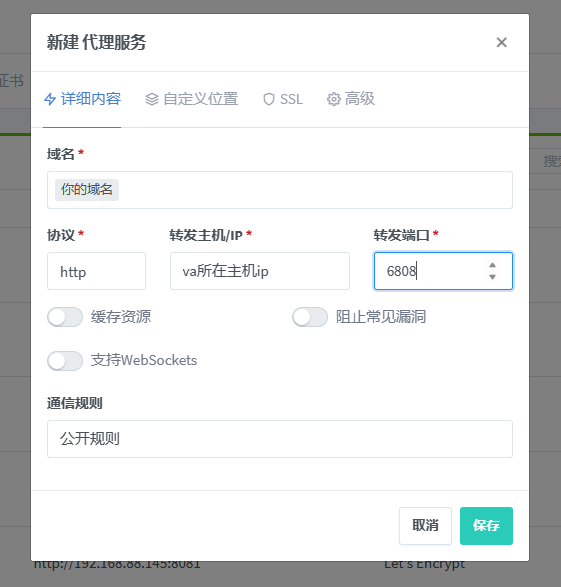 新建 代理服务
证书
详细内容
自定义位置
SSL
高级
域名 *
搜
你的域名
协议 *
转发主机/IP *
转发端口 *
http
va所在主机ip
6808
缓存资源
阻止常见漏洞
支持WebSockets
通信规则
公开规则
取消
保存
http://192.168.88.145:8081
Let's Encrypt